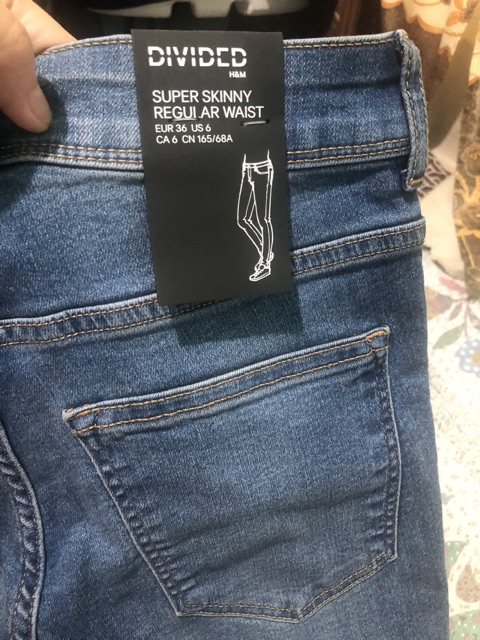 DIVIDED
H&M
SUPER SKINNY
REGULAR WAIST
EUR 36 US 6
CA 6 CN 165/68A